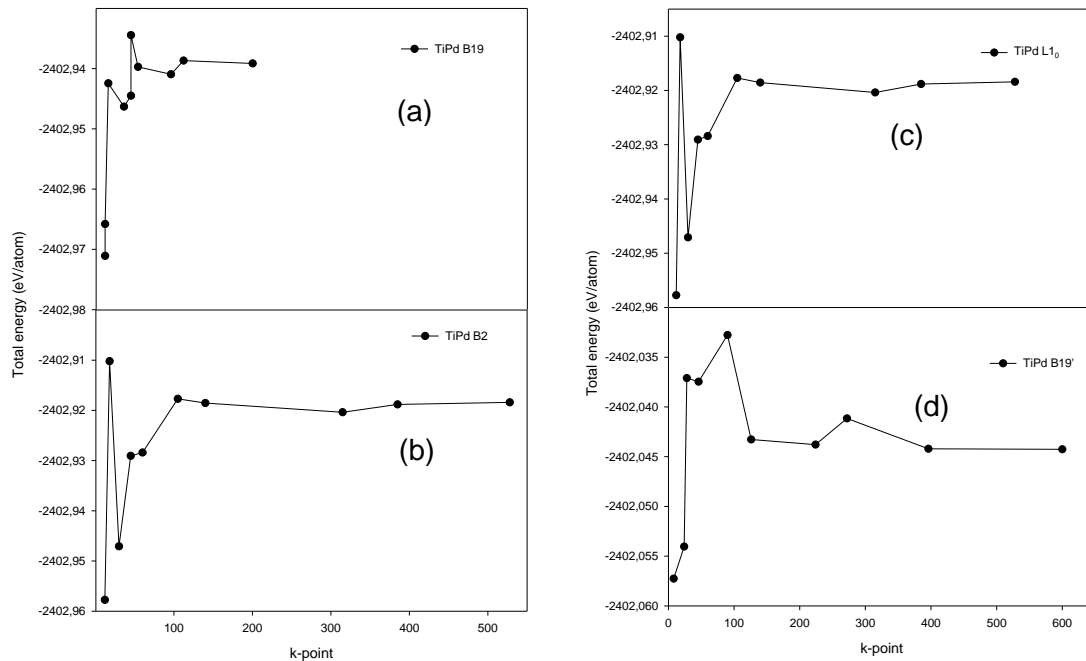 TiPd B19
(a)
-2402,94
-2402,95
-2402,96
-2402,97
-2402,98
Total energy (eV/atom)
TiPd B2
(b)
-2402,91
-2402,92
-2402,93
-2402,94
-2402,95
-2402,96
100 200 300 400 500
k-point
TiPd L1₀
(c)
-2402,91
-2402,92
-2402,93
-2402,94
-2402,95
-2402,96
Total energy (eV/atom)
TiPd B19'
(d)
-2402,035
-2402,040
-2402,045
-2402,050
-2402,055
-2402,060
0 100 200 300 400 500 600
k-point